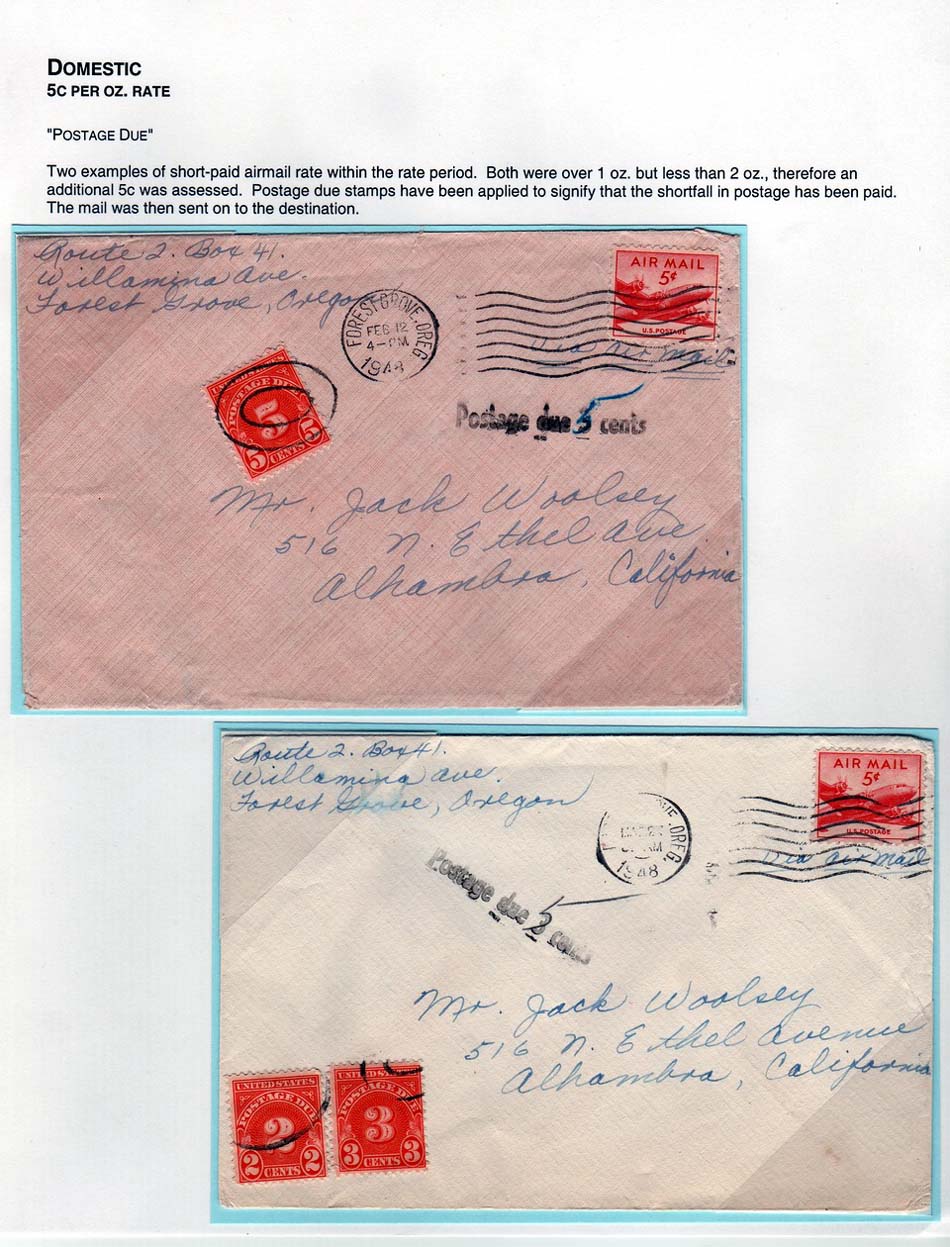 DOMESTIC
5C PER OZ. RATE
"POSTAGE DUE"
Two examples of short-paid airmail rate within the rate period. Both were over 1 oz. but less than 2 oz., therefore an
additional 5c was assessed. Postage due stamps have been applied to signify that the shortfall in postage has been paid.
The mail was then sent on to the destination.
Route 2. Box 41.
Willamina Ave.
Forest Grove, Oregon
FOREST GROVE, OREG
FEB 12
4-PM
1948
AIR MAIL
5¢
U.S. POSTAGE
Via Air Mail
UNITED STATES
POSTAGE DUE
5
5 CENTS 5
Postage due 5 cents
Mr. Jack Woolsey
516 N. Ethel Ave.
Alhambra, California
Route 2. Box 41.
Willamina Ave.
Forest Grove, Oregon
OREG.
1948
AIR MAIL
5¢
U.S. POSTAGE
Via air mail
Postage due 5 cents
Mr. Jack Woolsey
516 N. Ethel Avenue
Alhambra, California
UNITED STATES
POSTAGE DUE
2
2 CENTS 2
UNITED STATES
POSTAGE DUE
3
3 CENTS 3